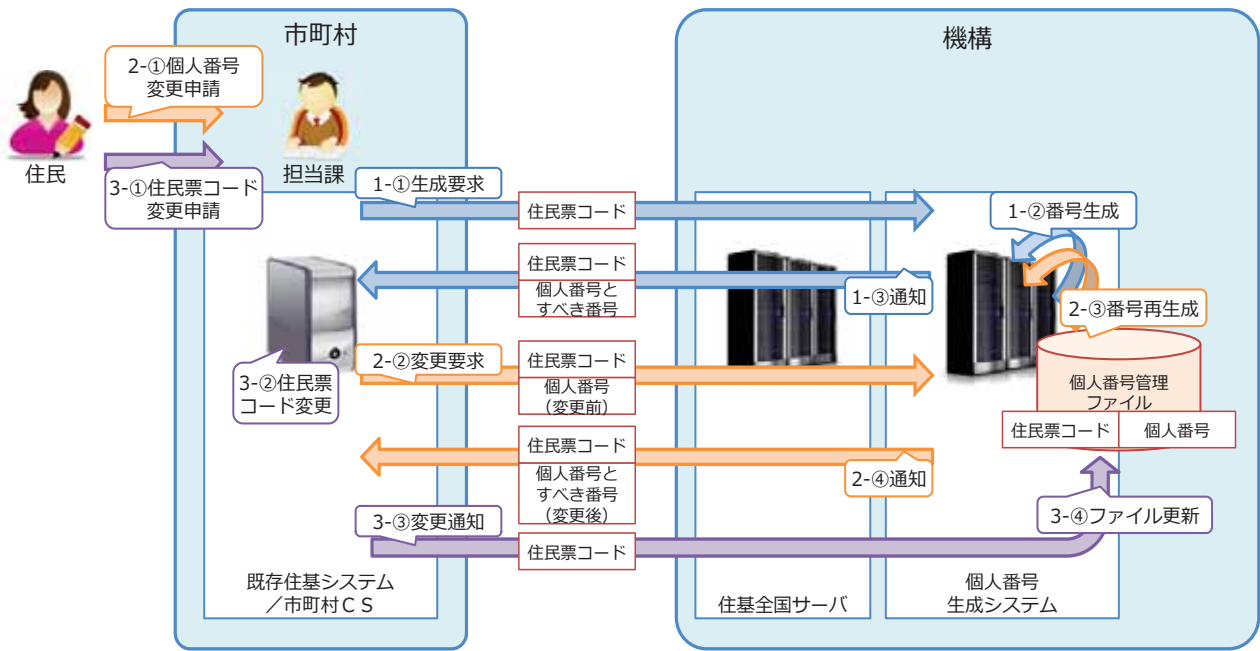 市町村
機構
2-①個人番号
変更申請
住民
3-①住民票コード
変更申請
担当課
1-①生成要求
住民票コード
1-②番号生成
住民票コード
個人番号と
すべき番号
1-③通知
2-③番号再生成
2-②変更要求
住民票コード
個人番号
（変更前）
3-②住民票
コード変更
個人番号管理
ファイル
住民票コード
個人番号
住民票コード
個人番号と
すべき番号
（変更後）
2-④通知
3-③変更通知
住民票コード
3-④ファイル更新
既存住基システム
／市町村ＣＳ
住基全国サーバ
個人番号
生成システム